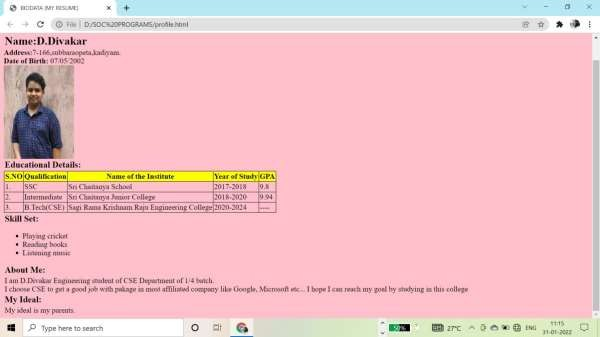 BIODATA (MY RESUME)
File | D:/SOC%20PROGRAMS/profile.html
Name:D.Divakar
Address:7-166,subbaraopeta,kadiyam.
Date of Birth: 07/05/2002
Educational Details:
S.NO Qualification Name of the Institute Year of Study GPA
1. SSC Sri Chaitanya School 2017-2018 9.8
2. Intermediate Sri Chaitanya Junior College 2018-2020 9.94
3. B.Tech(CSE) Sagi Rama Krishnam Raju Engineering College 2020-2024 ----
Skill Set:
Playing cricket
Reading books
Listening music
About Me:
I am D.Divakar Engineering student of CSE Department of 1/4 batch.
I choose CSE to get a good job with pakage in most affiliated company like Google, Microsoft etc... I hope I can reach my goal by studying in this college
My Ideal:
My ideal is my parents.
Type here to search
50%
27°C
ENG
11:15
31-01-2022